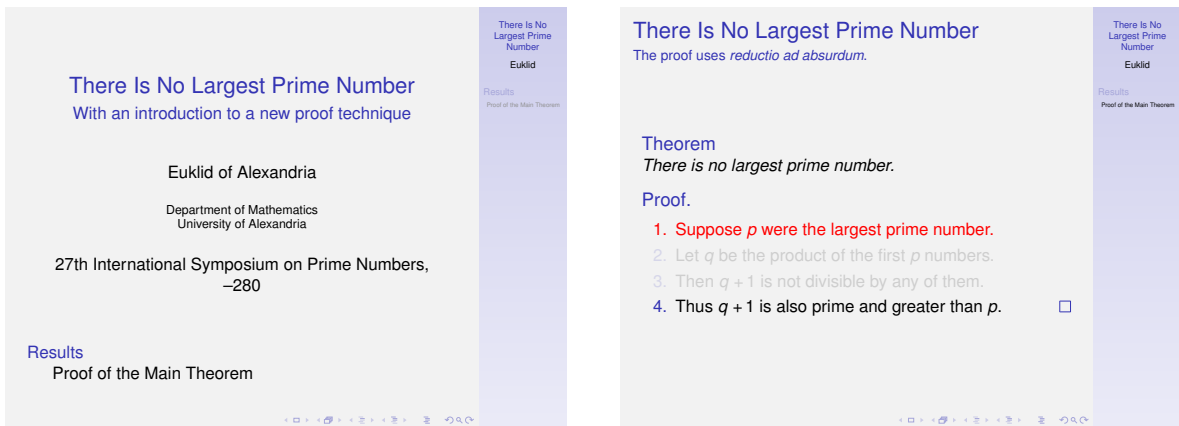 There Is No Largest Prime Number
With an introduction to a new proof technique
Euklid of Alexandria
Department of Mathematics
University of Alexandria
27th International Symposium on Prime Numbers,
–280
Results
Proof of the Main Theorem
There Is No
Largest Prime
Number
Euklid
Results
Proof of the Main Theorem
There Is No Largest Prime Number
The proof uses reductio ad absurdum.
Theorem
There is no largest prime number.
Proof.
1. Suppose p were the largest prime number.
2. Let q be the product of the first p numbers.
3. Then q + 1 is not divisible by any of them.
4. Thus q + 1 is also prime and greater than p.
There Is No
Largest Prime
Number
Euklid
Results
Proof of the Main Theorem